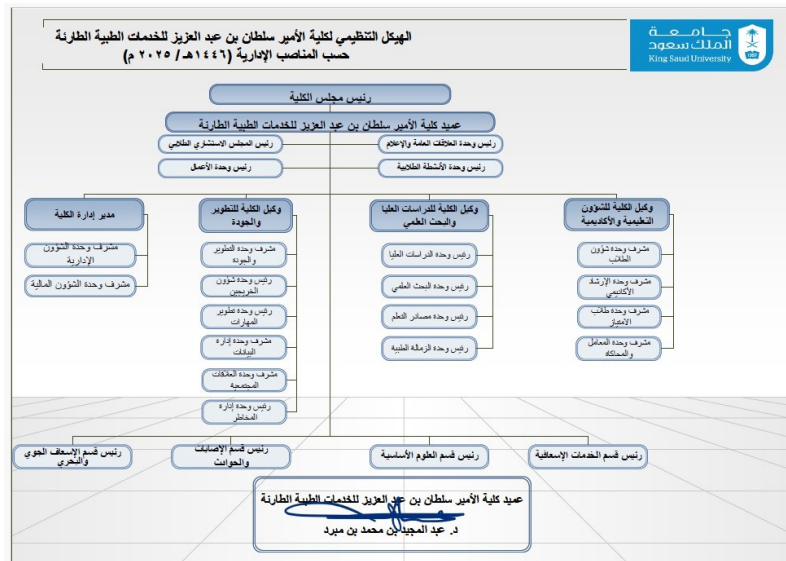 الهيكل التنظيمي لكلية الأمير سلطان بن عبد العزيز للخدمات الطبية الطارئة
حسب المناصب الإدارية (١٤٤٦هـ/ ٢٠٢٥ م)
جامعة
الملك سعود
King Saud University
رئيس مجلس الكلية
عميد كلية الأمير سلطان بن عبد العزيز للخدمات الطبية الطارئة
رئيس وحدة العلاقات العامة والإعلام
رئيس المجلس الاستشاري الطلابي
رئيس وحدة الأنشطة الطلابية
رئيس وحدة الأعمال
وكيل الكلية للشؤون
التعليمية والأكاديمية
مشرف وحدة شؤون
الطالب
مشرف وحدة الإرشاد
الأكاديمي
مشرف وحدة طالب
الامتياز
مشرف وحدة المعامل
والمحاكاة
وكيل الكلية للدراسات العليا
والبحث العلمي
رئيس وحدة الدراسات العليا
رئيس وحدة البحث العلمي
رئيس وحدة مصادر التعلم
رئيس وحدة الزمالة الطبية
وكيل الكلية للتطوير
والجودة
مشرف وحدة التطوير
والجودة
رئيس وحدة شؤون
الخريجين
رئيس وحدة تطوير
المهارات
مشرف وحدة إدارة
البيانات
مشرف وحدة العلاقات
المجتمعية
رئيس وحدة إدارة
المخاطر
مدير إدارة الكلية
مشرف وحدة الشؤون
الإدارية
مشرف وحدة الشؤون المالية
رئيس قسم الخدمات الإسعافية
رئيس قسم العلوم الأساسية
رئيس قسم الإصابات
والحوادث
رئيس قسم الإسعاف الجوي
والبحري
عميد كلية الأمير سلطان بن عبد العزيز للخدمات الطبية الطارئة
د. عبد المجيد بن محمد بن مبرد